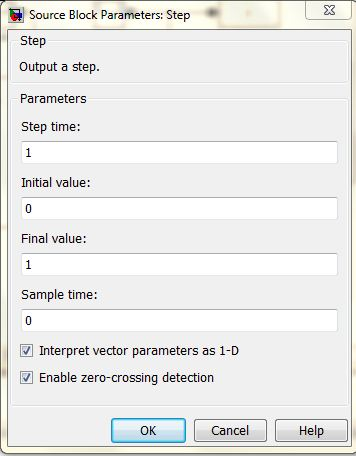 Source Block Parameters: Step
Step
Output a step.
Parameters
Step time:
1
Initial value:
0
Final value:
1
Sample time:
0
Interpret vector parameters as 1-D
Enable zero-crossing detection
OK Cancel Help